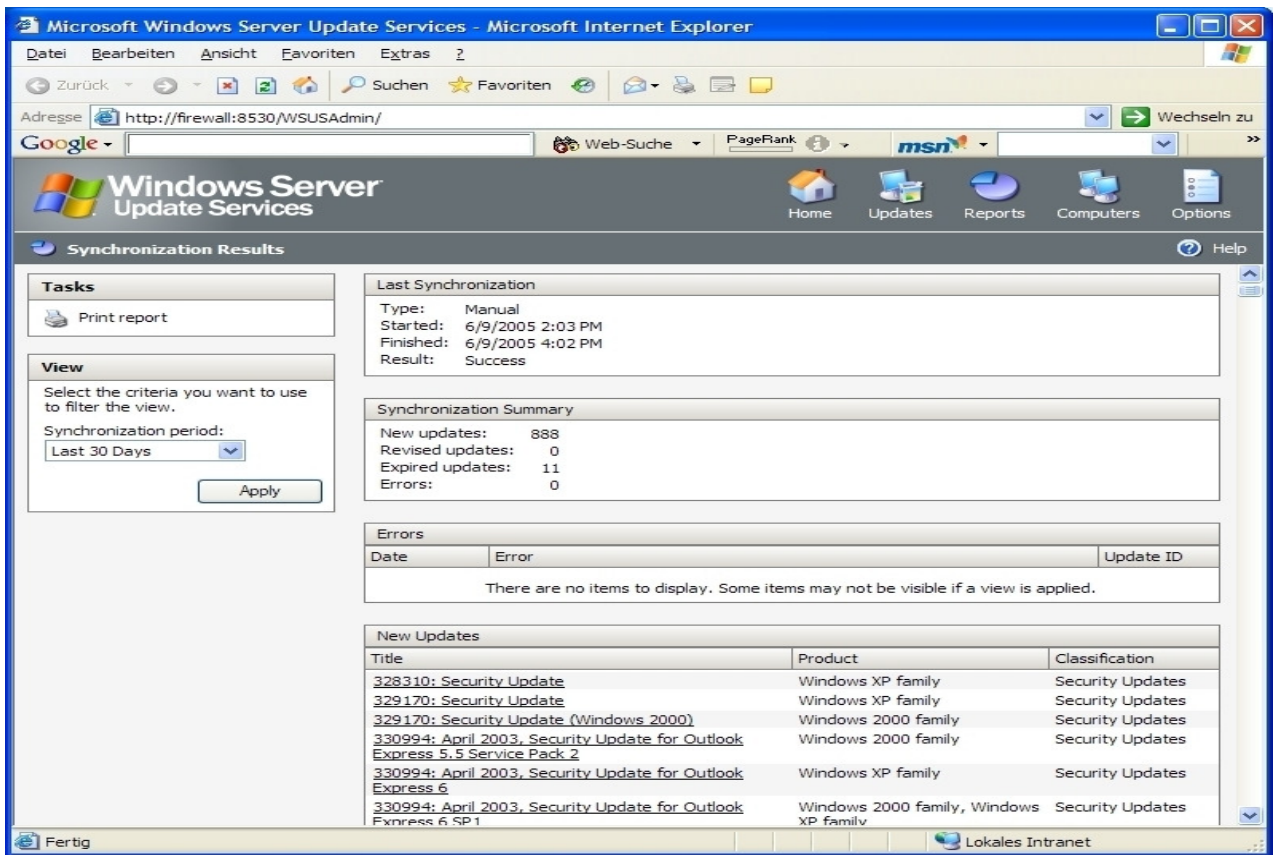 Microsoft Windows Server Update Services - Microsoft Internet Explorer
Datei Bearbeiten Ansicht Favoriten Extras ?
Zurück Suchen Favoriten
Adresse http://firewall:8530/WSUSAdmin/ Wechseln zu
Google Web-Suche PageRank msn »
Windows Server
Update Services
Home Updates Reports Computers Options
Synchronization Results Help
Tasks
Print report
View
Select the criteria you want to use
to filter the view.
Synchronization period:
Last 30 Days
Apply
Last Synchronization
Type: Manual
Started: 6/9/2005 2:03 PM
Finished: 6/9/2005 4:02 PM
Result: Success
Synchronization Summary
New updates: 888
Revised updates: 0
Expired updates: 11
Errors: 0
Errors
Date Error Update ID
There are no items to display. Some items may not be visible if a view is applied.
New Updates
Title Product Classification
328310: Security Update Windows XP family Security Updates
329170: Security Update Windows XP family Security Updates
329170: Security Update (Windows 2000) Windows 2000 family Security Updates
330994: April 2003, Security Update for Outlook Windows 2000 family Security Updates
Express 5.5 Service Pack 2
330994: April 2003, Security Update for Outlook Windows XP family Security Updates
Express 6
330994: April 2003, Security Update for Outlook Windows 2000 family, Windows Security Updates
Express 6 SP1 XP family
Fertig Lokales Intranet